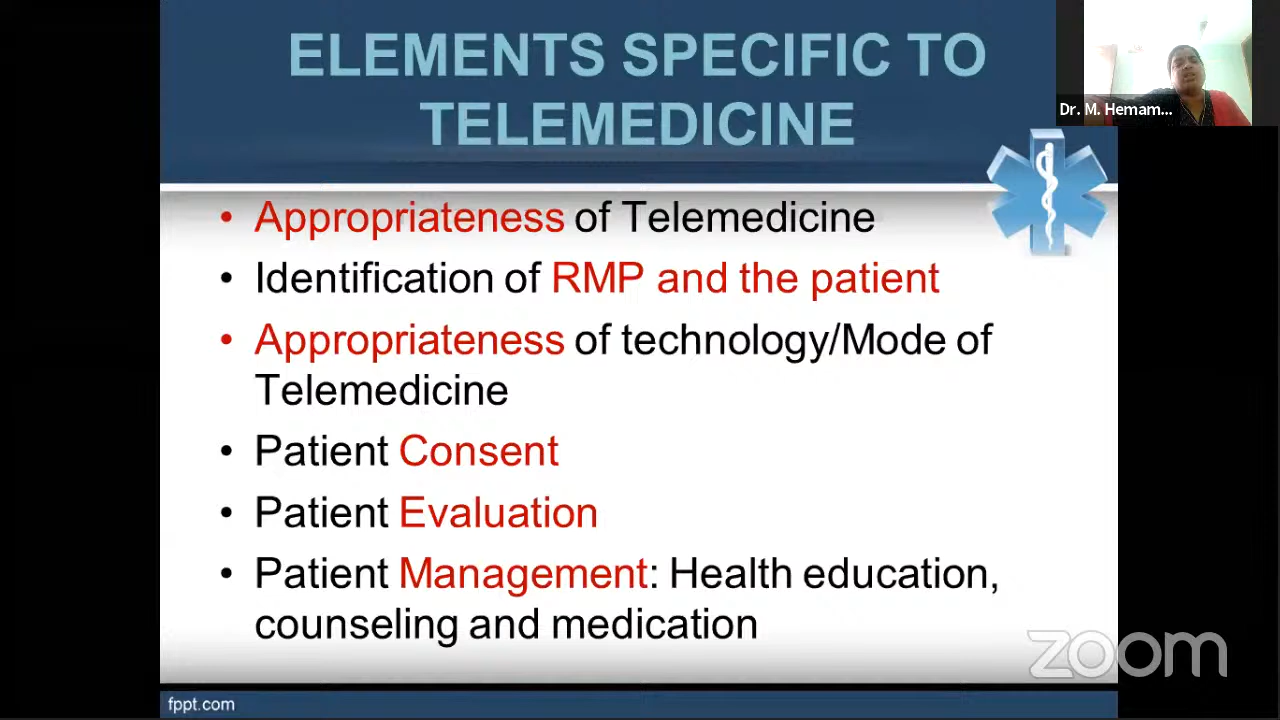 ELEMENTS SPECIFIC TO
TELEMEDICINE
Dr. M. Hemam...
• Appropriateness of Telemedicine
• Identification of RMP and the patient
• Appropriateness of technology/Mode of
Telemedicine
• Patient Consent
• Patient Evaluation
• Patient Management: Health education,
counseling and medication
zoom
fppt.com